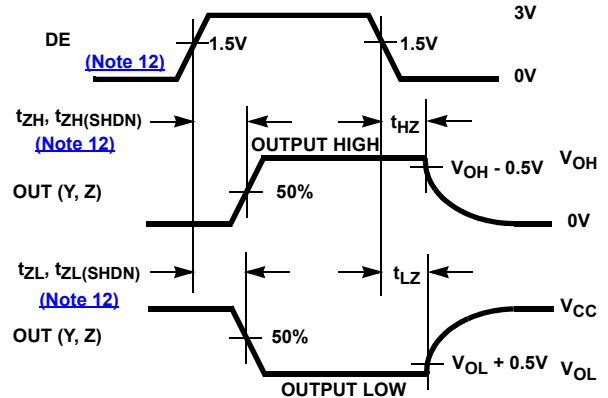 3V
DE
1.5V
1.5V
(Note 12)
0V
tZH, tZH(SHDN)
(Note 12)
tHZ
OUTPUT HIGH
VOH - 0.5V
VOH
OUT (Y, Z)
50%
0V
tZL, tZL(SHDN)
(Note 12)
tLZ
VCC
OUT (Y, Z)
50%
VOL + 0.5V
VOL
OUTPUT LOW